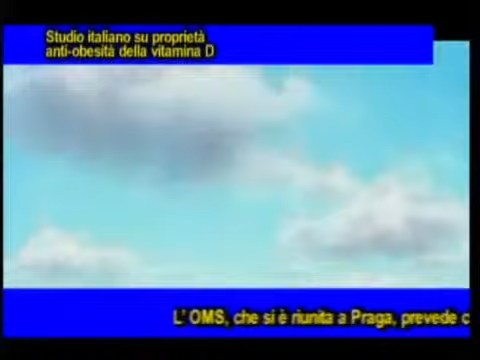 Studio italiano su proprietà
anti-obesità della vitamina D
L' OMS, che si è riunita a Praga, prevede